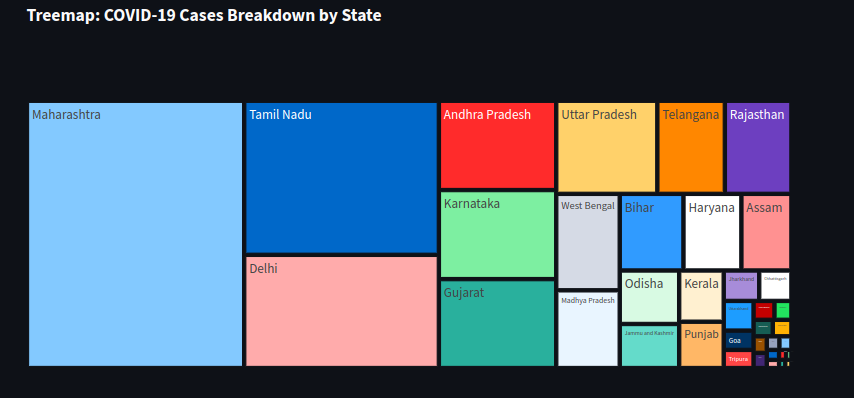 Treemap: COVID-19 Cases Breakdown by State
Maharashtra
Tamil Nadu
Andhra Pradesh
Uttar Pradesh
Telangana
Rajasthan
Karnataka
West Bengal
Bihar
Haryana
Assam
Delhi
Gujarat
Madhya Pradesh
Odisha
Kerala
Jharkhand
Chhattisgarh
Jammu and Kashmir
Punjab
Goa
Tripura